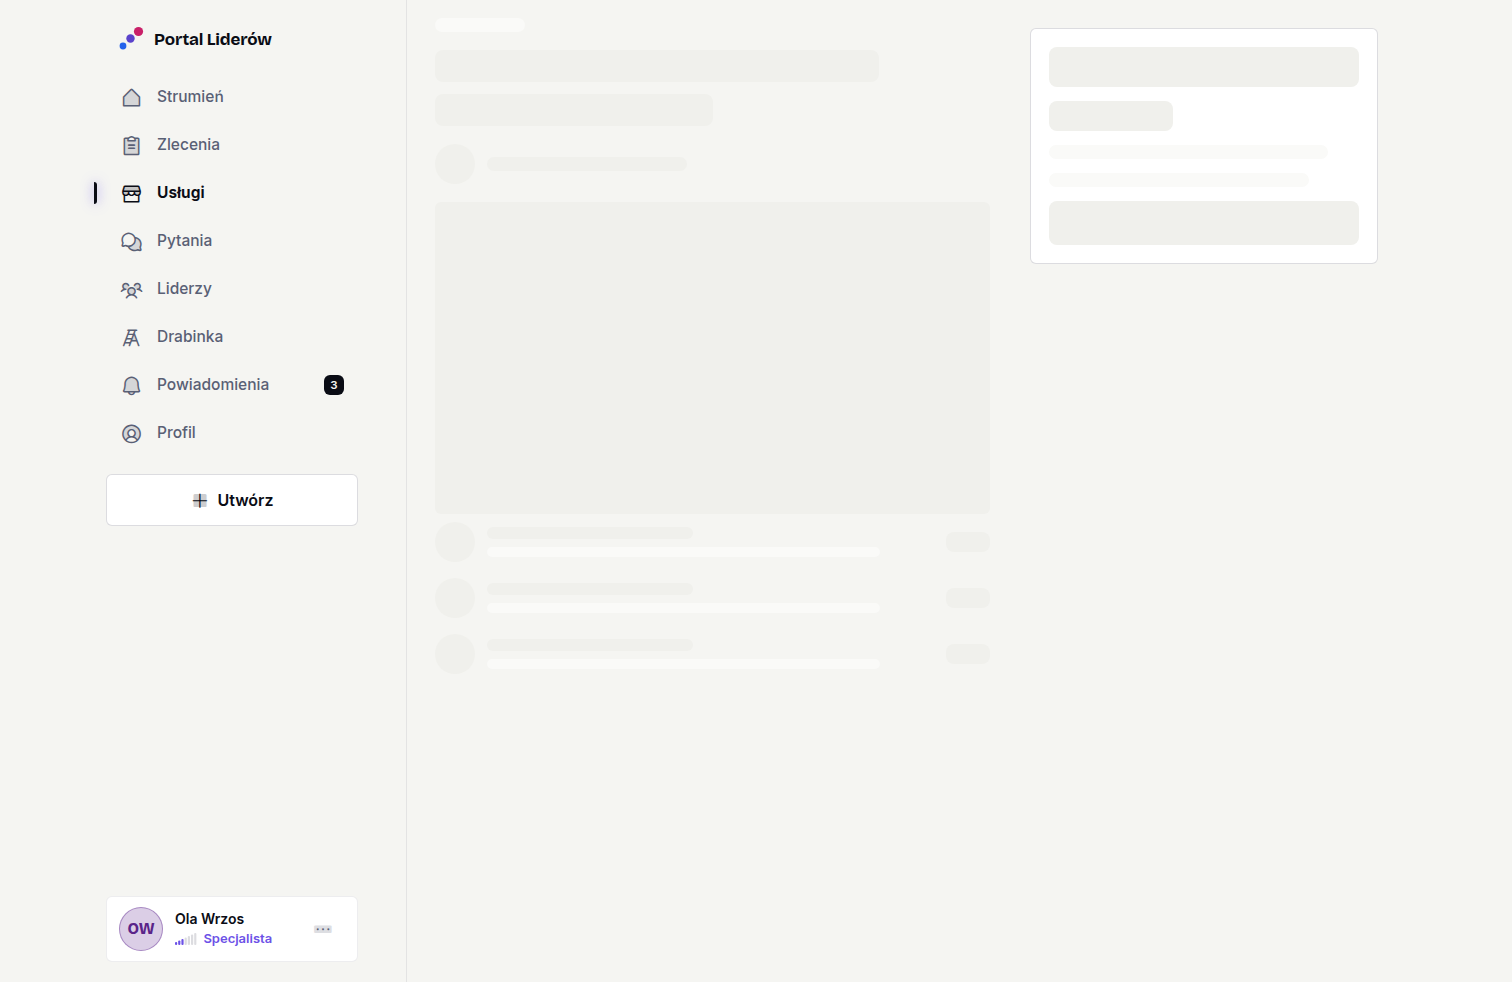 Portal Liderów
Strumień
Zlecenia
Usługi
Pytania
Liderzy
Drabinka
Powiadomienia 3
Profil
Utwórz
OW Ola Wrzos
Specjalista